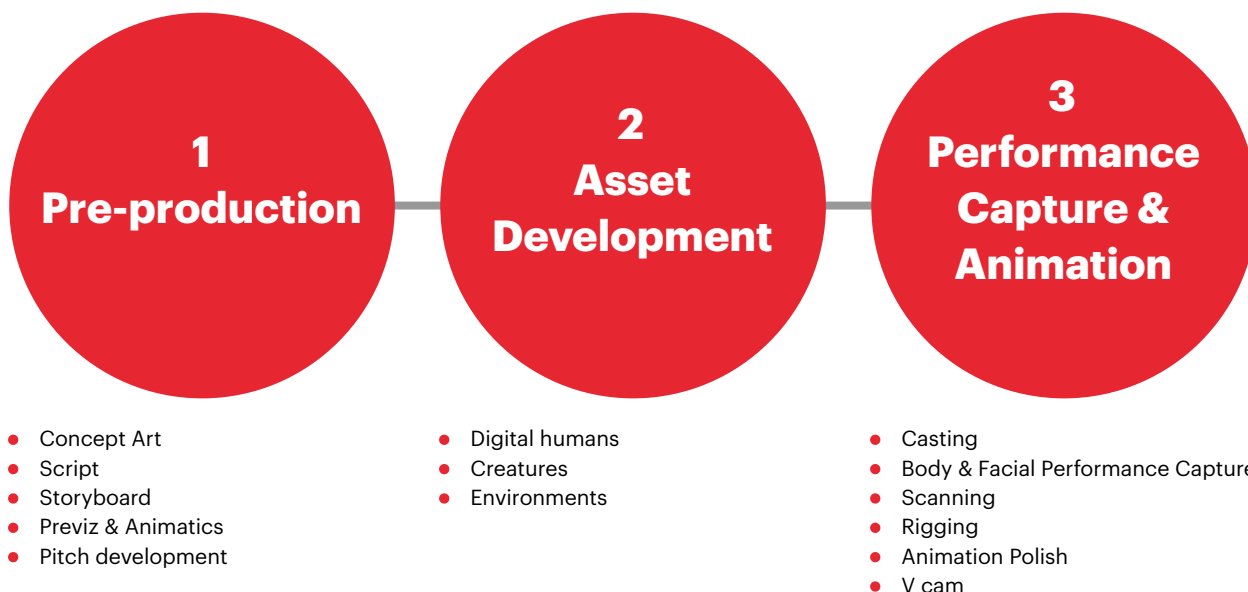 1
Pre-production
2
Asset
Development
3
Performance
Capture &
Animation
Concept Art
Script
Storyboard
Previz & Animatics
Pitch development
Digital humans
Creatures
Environments
Casting
Body & Facial Performance Capture
Scanning
Rigging
Animation Polish
V cam